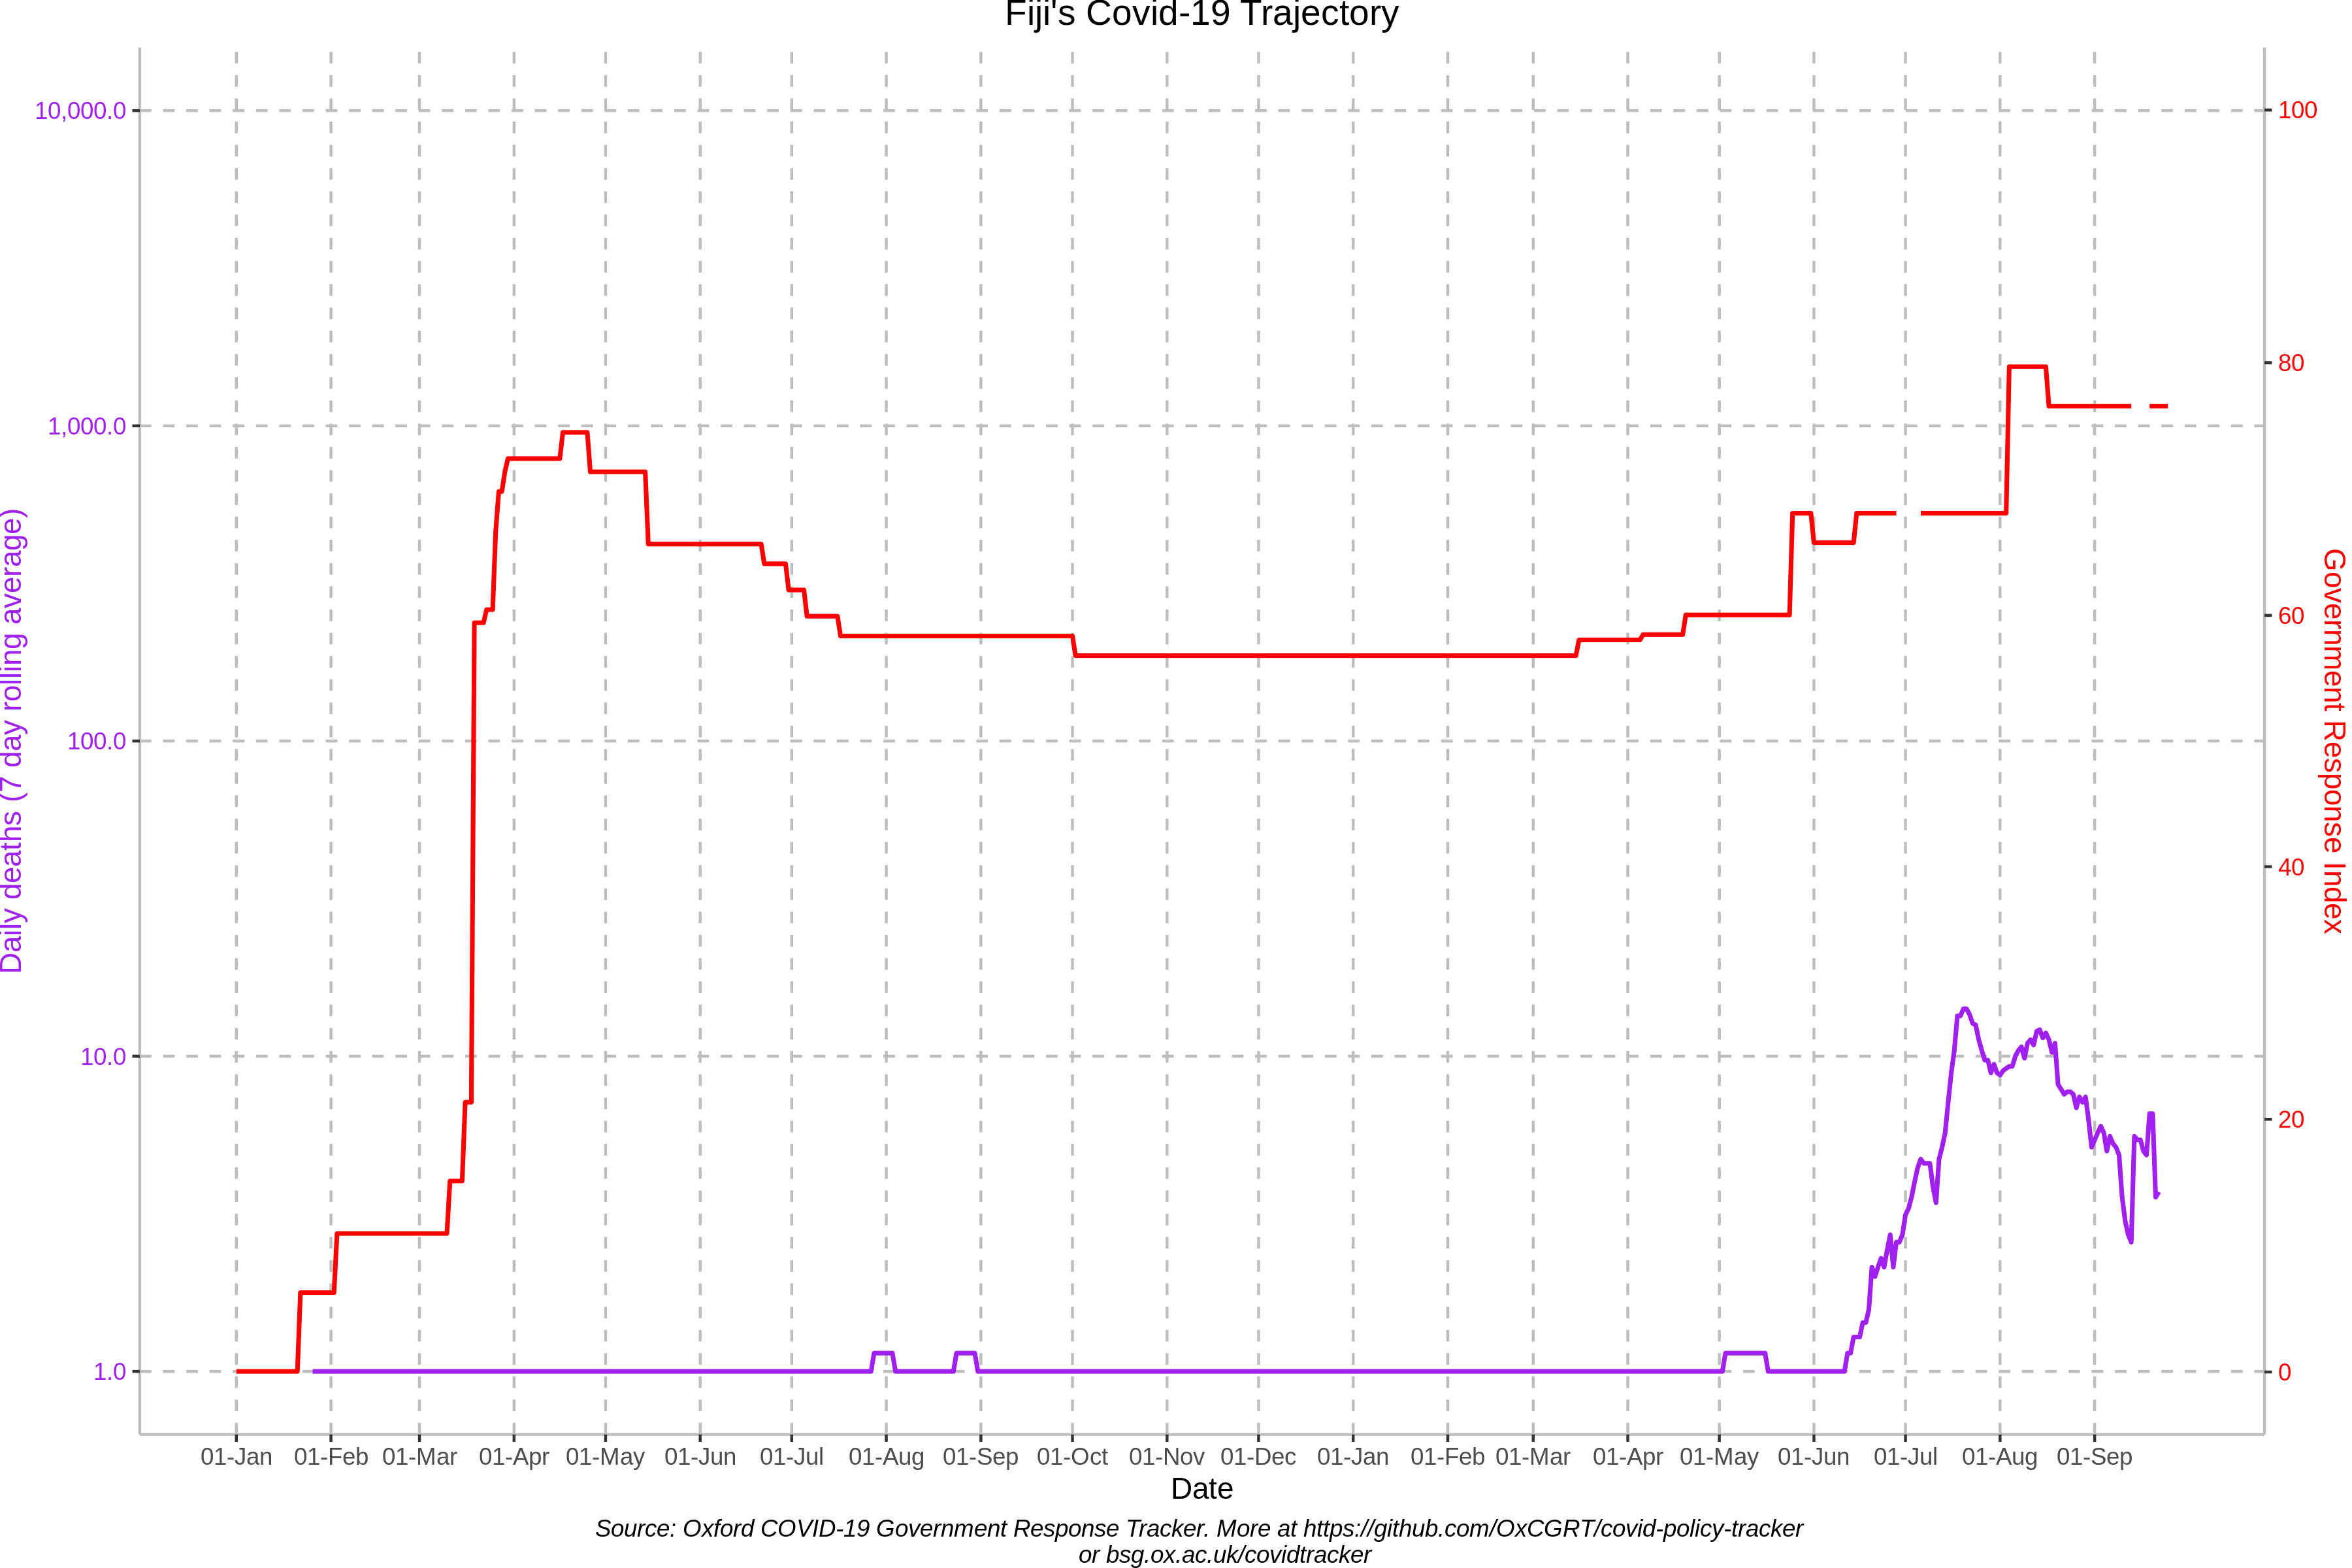 Fiji's Covid-19 Trajectory
10,000.0
1,000.0
100.0
10.0
1.0
Daily deaths (7 day rolling average)
100
80
60
40
20
0
Government Response Index
01-Jan 01-Feb 01-Mar 01-Apr 01-May 01-Jun 01-Jul 01-Aug 01-Sep 01-Oct 01-Nov 01-Dec 01-Jan 01-Feb 01-Mar 01-Apr 01-May 01-Jun 01-Jul 01-Aug 01-Sep
Date
Source: Oxford COVID-19 Government Response Tracker. More at https://github.com/OxCGRT/covid-policy-tracker
or bsg.ox.ac.uk/covidtracker